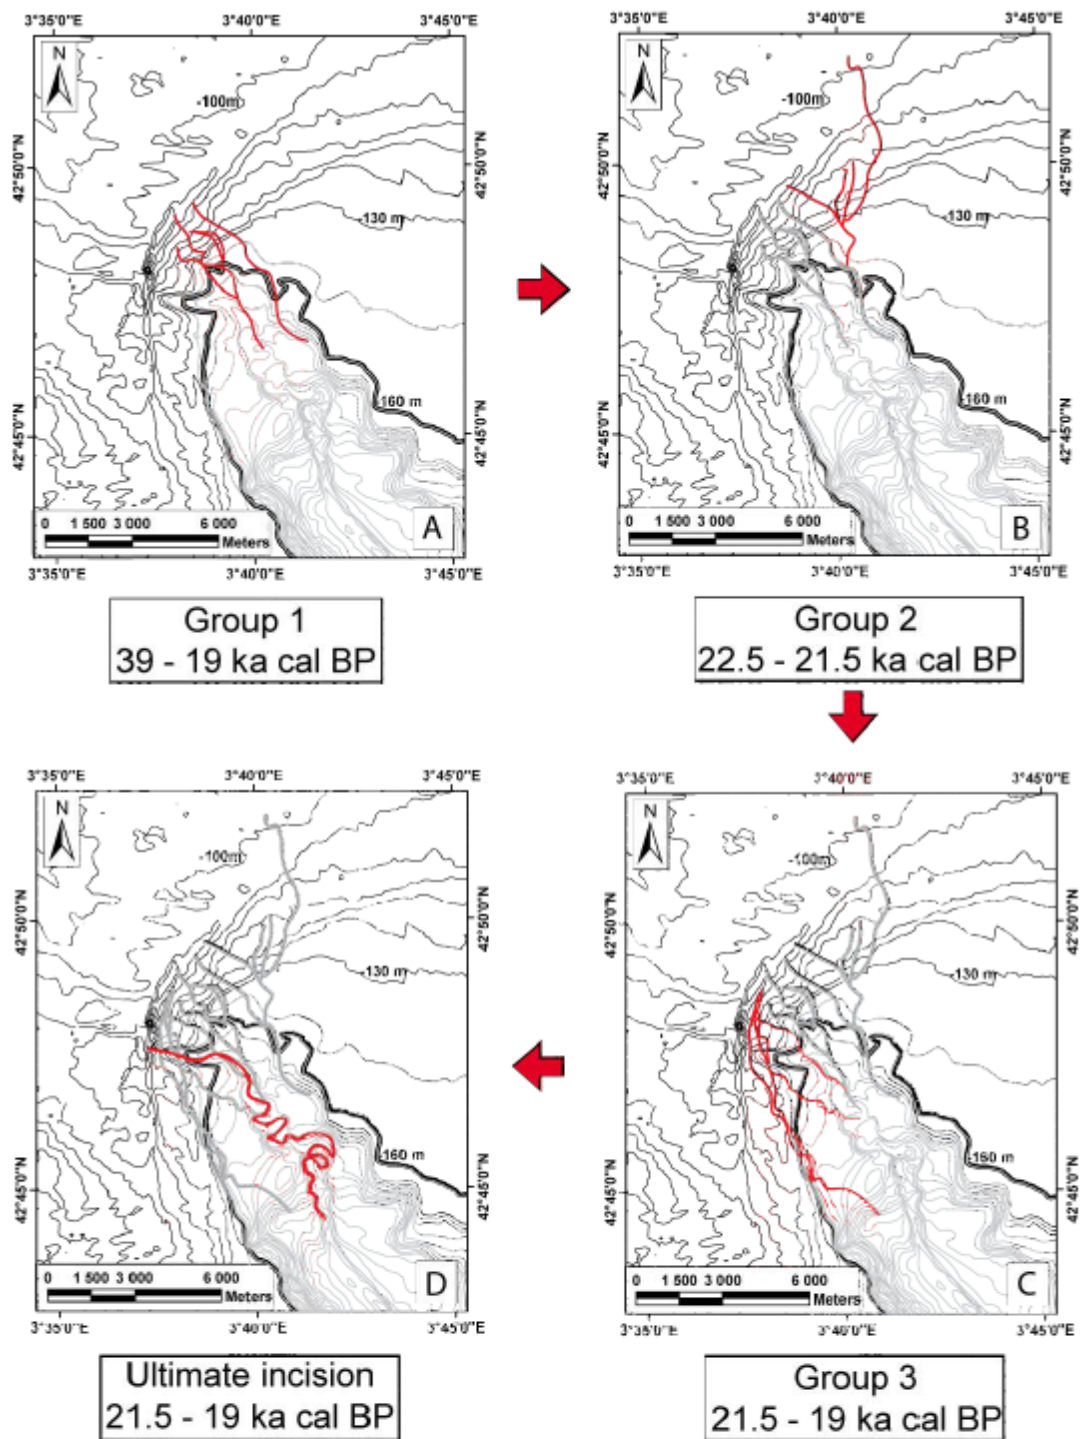 3°35'0"E 3°40'0"E 3°45'0"E
N
-100m
42°50'0"N 42°50'0"N
-130 m
-160 m
42°45'0"N 42°45'0"N
0 1 500 3 000 6 000
Meters
A
3°35'0"E 3°40'0"E 3°45'0"E
Group 1
39 - 19 ka cal BP
3°35'0"E 3°40'0"E 3°45'0"E
N
-100m
42°50'0"N 42°50'0"N
-130 m
-160 m
42°45'0"N 42°45'0"N
0 1 500 3 000 6 000
Meters
B
3°35'0"E 3°40'0"E 3°45'0"E
Group 2
22.5 - 21.5 ka cal BP
3°35'0"E 3°40'0"E 3°45'0"E
N
-100m
42°50'0"N 42°50'0"N
-130 m
-160 m
42°45'0"N 42°45'0"N
0 1 500 3 000 6 000
Meters
D
3°35'0"E 3°40'0"E 3°45'0"E
Ultimate incision
21.5 - 19 ka cal BP
3°35'0"E 3°40'0"E 3°45'0"E
N
-100m
42°50'0"N 42°50'0"N
-130 m
-160 m
42°45'0"N 42°45'0"N
0 1 500 3 000 6 000
Meters
C
3°35'0"E 3°40'0"E 3°45'0"E
Group 3
21.5 - 19 ka cal BP